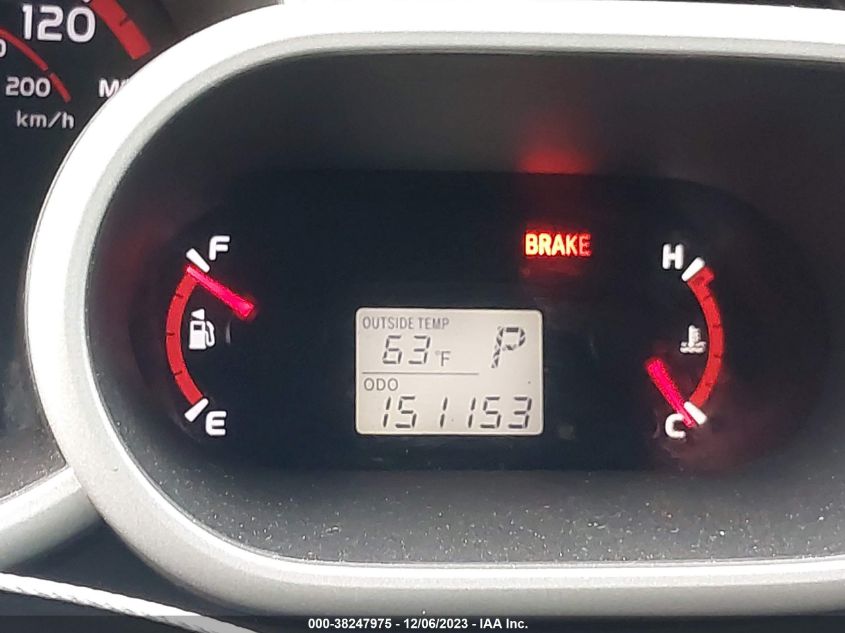 120
200
km/h
F
BRAKE
H
OUTSIDE TEMP
63°F P
ODO
151153
E
C
000-38247975 - 12/06/2023 - IAA Inc.